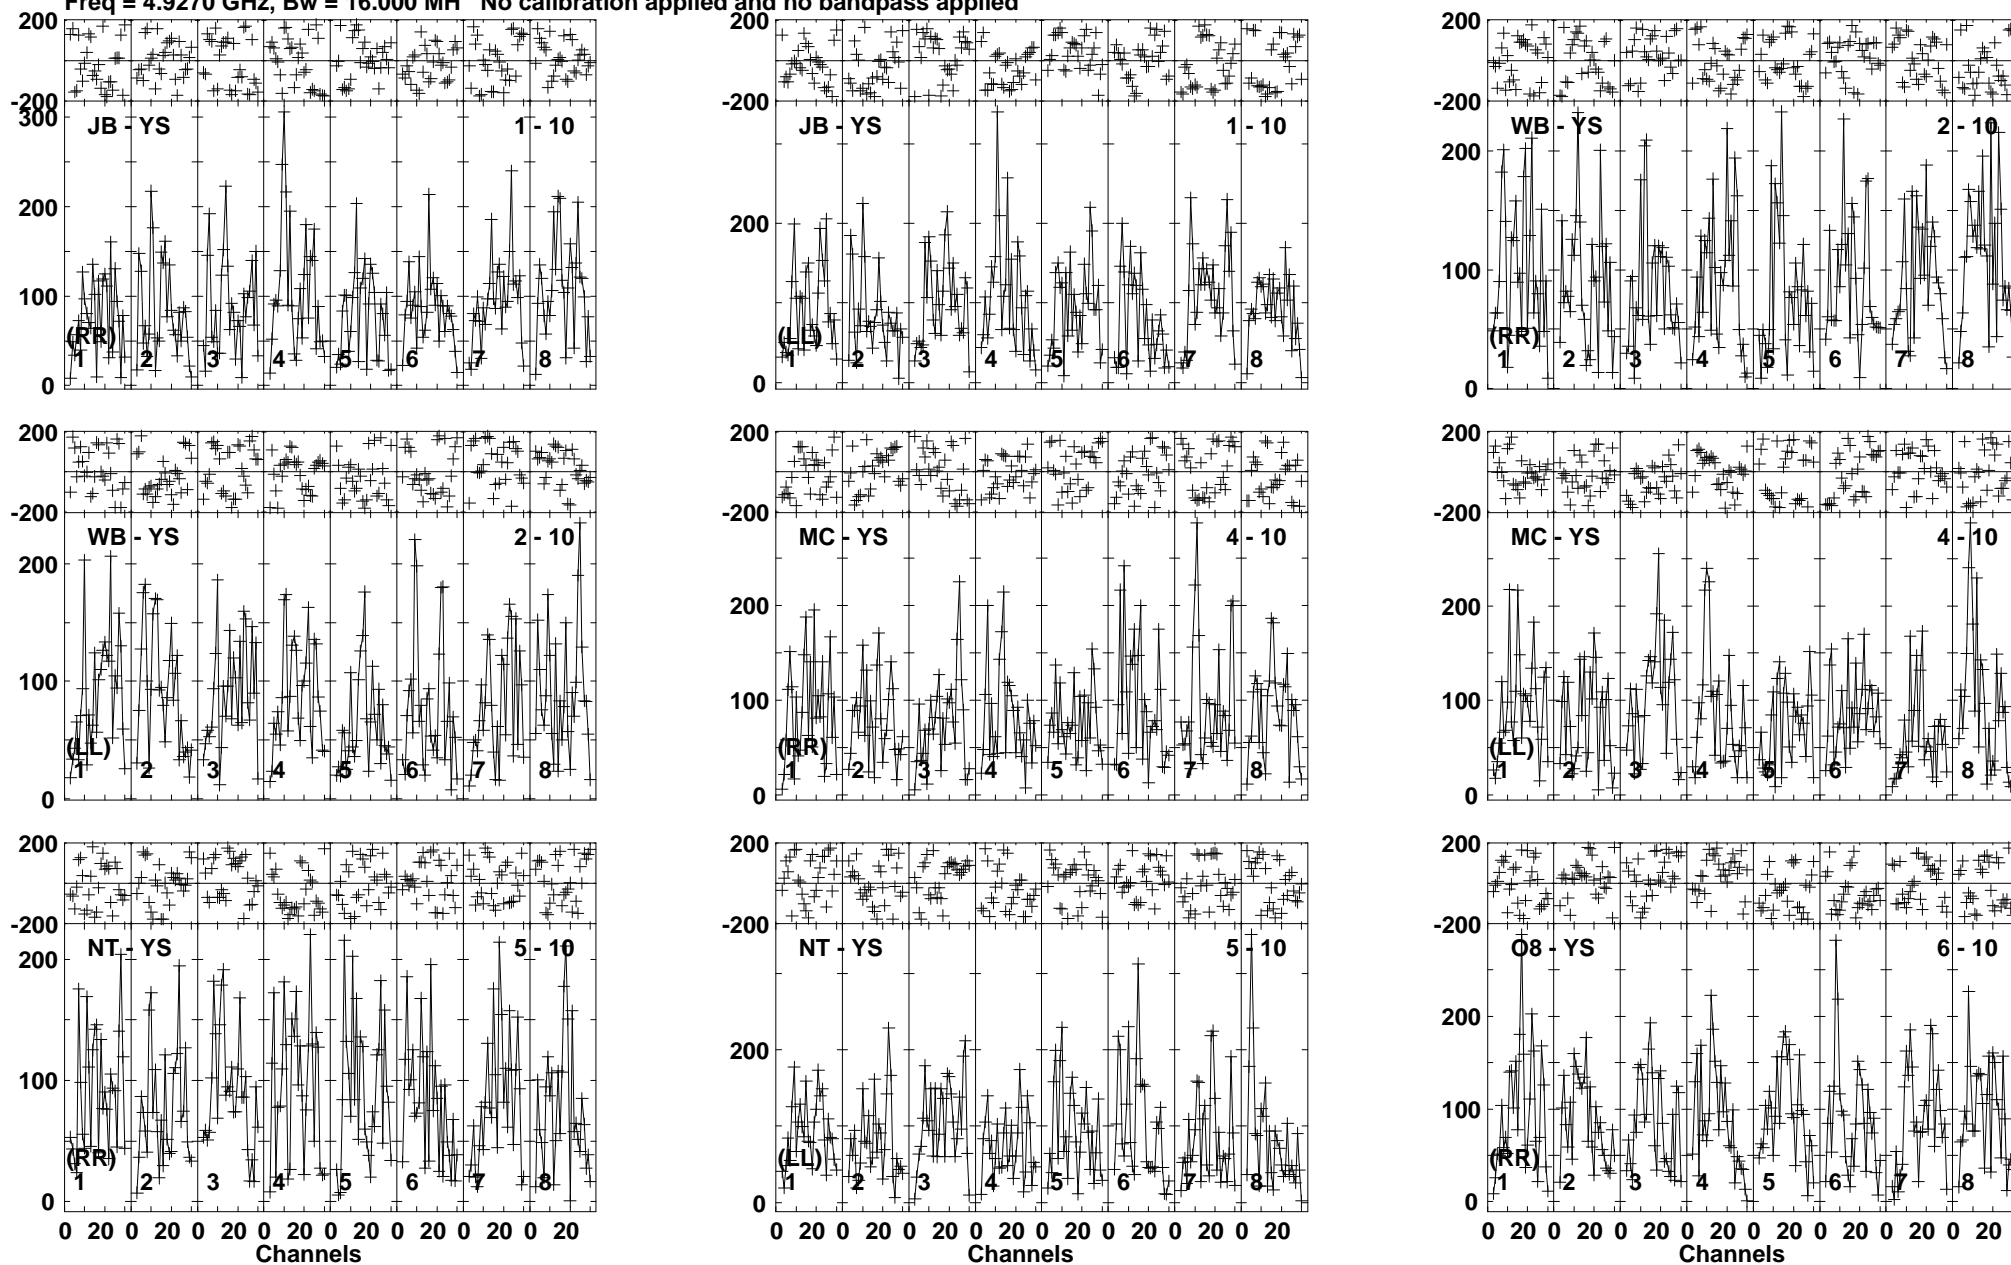 Freq = 4.9270 GHz, Bw = 16.000 MH No calibration applied and no bandpass applied
200 200 200
-200 -200 -200
JB - YS 1 - 10 JB - YS 1 - 10 WB - YS 2 - 10
300
200 200 200
100 100
(RR) (LL) (RR)
1 2 3 4 5 6 7 8 1 2 3 4 5 6 7 8 1 2 3 4 5 6 7 8
0 0 0
200 200 200
-200 -200 -200
WB - YS 2 - 10 MC - YS 4 - 10 MC - YS 4 - 10
200 200 200
100 100 100
(LL) (RR) (LL)
1 2 3 4 5 6 7 8 1 2 3 4 5 6 7 8 1 2 3 4 5 6 7 8
0 0 0
200 200 200
-200 -200 -200
NT - YS 5 - 10 NT - YS 5 - 10 O8 - YS 6 - 10
200 200 200
100 100
(RR) (LL) (RR)
1 2 3 4 5 6 7 8 1 2 3 4 5 6 7 8 1 2 3 4 5 6 7 8
0 0 0
0 20 0 20 0 20 0 20 0 20 0 20 0 20 0 20 0 20 0 20 0 20 0 20 0 20 0 20 0 20 0 20 0 20 0 20 0 20 0 20 0 20 0 20 0 20 0 20
Channels Channels Channels